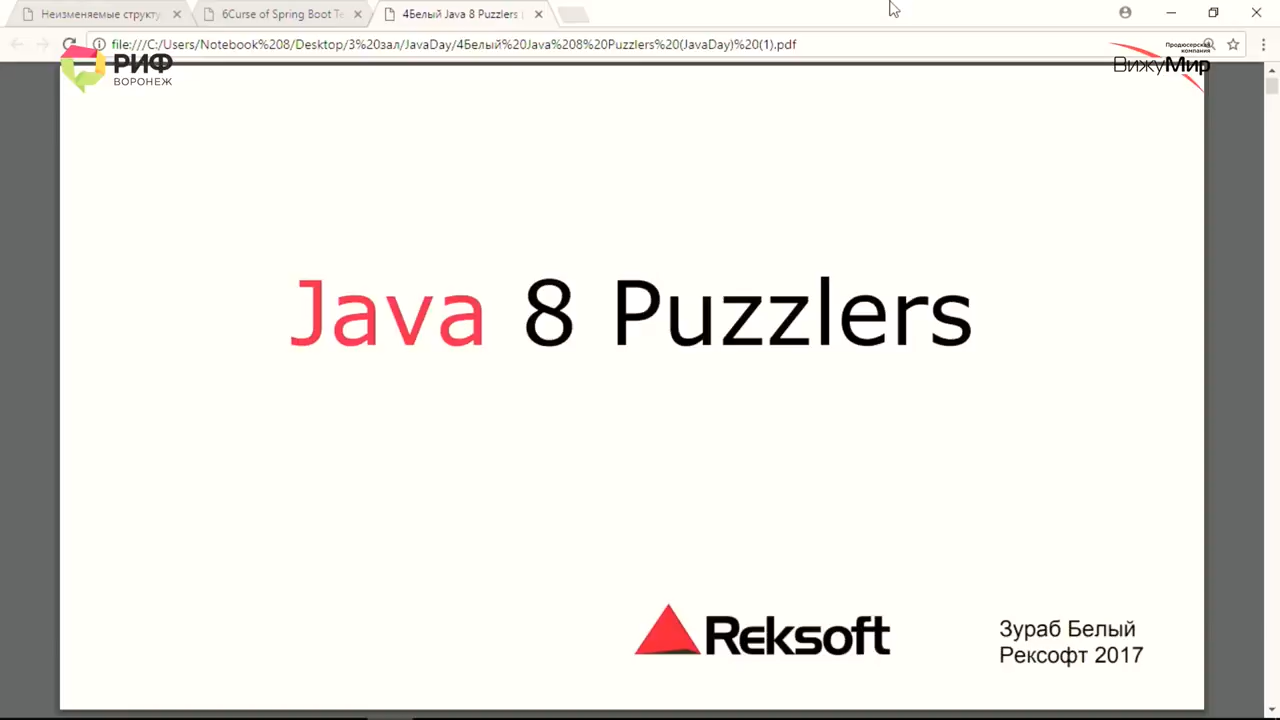 Неизменяемые структу
6Curse of Spring Boot Te
4Белый Java 8 Puzzlers
file:///C:/Users/Notebook%208/Desktop/3%20зал/JavaDay/4Белый%20Java%208%20Puzzlers%20(JavaDay)%20(1).pdf
РИФ
ВОРОНЕЖ
Продюсерская
компания
ВижуМир
Java 8 Puzzlers
Reksoft
Зураб Белый
Рексофт 2017